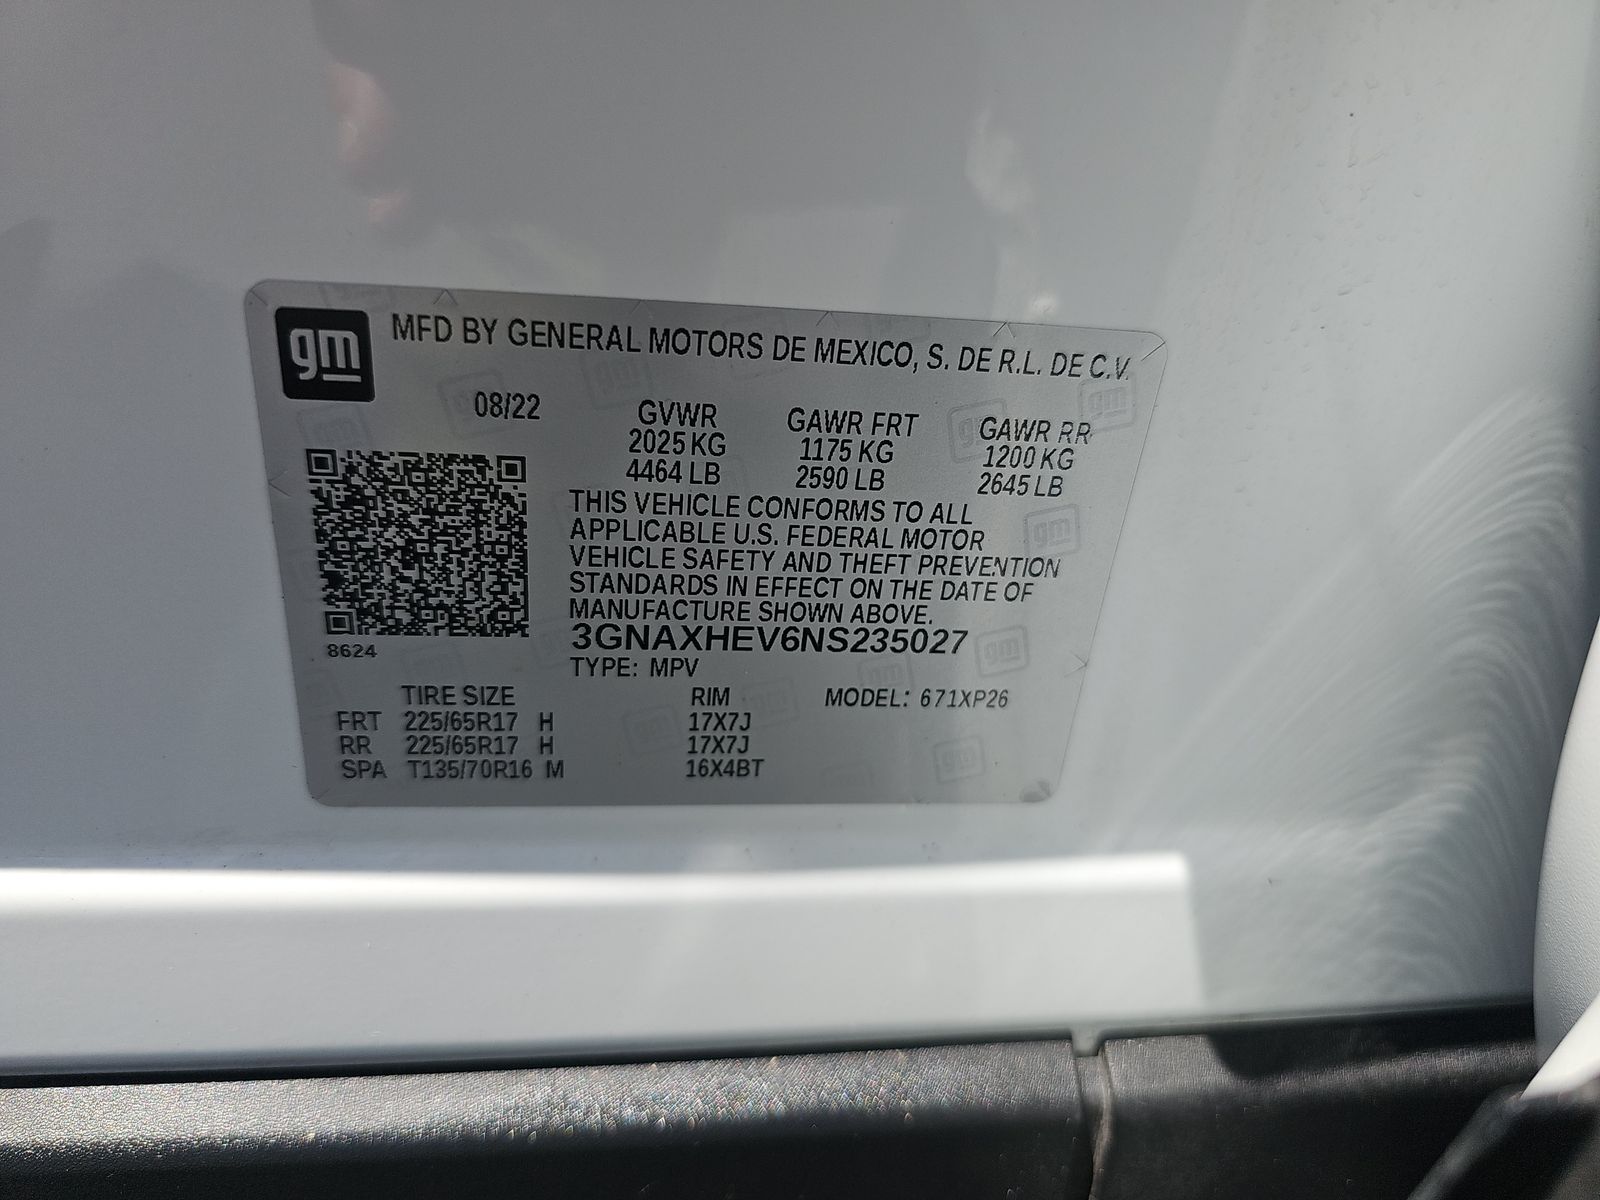 gm MFD BY GENERAL MOTORS DE MEXICO, S. DE R.L. DE C.V.
08/22 GVWR GAWR FRT GAWR RR
2025 KG 1175 KG 1200 KG
4464 LB 2590 LB 2645 LB
THIS VEHICLE CONFORMS TO ALL
APPLICABLE U.S. FEDERAL MOTOR
VEHICLE SAFETY AND THEFT PREVENTION
STANDARDS IN EFFECT ON THE DATE OF
MANUFACTURE SHOWN ABOVE.
3GNAXHEV6NS235027
8624 TYPE: MPV
TIRE SIZE RIM MODEL: 671XP26
FRT 225/65R17 H 17X7J
RR 225/65R17 H 17X7J
SPA T135/70R16 M 16X4BT